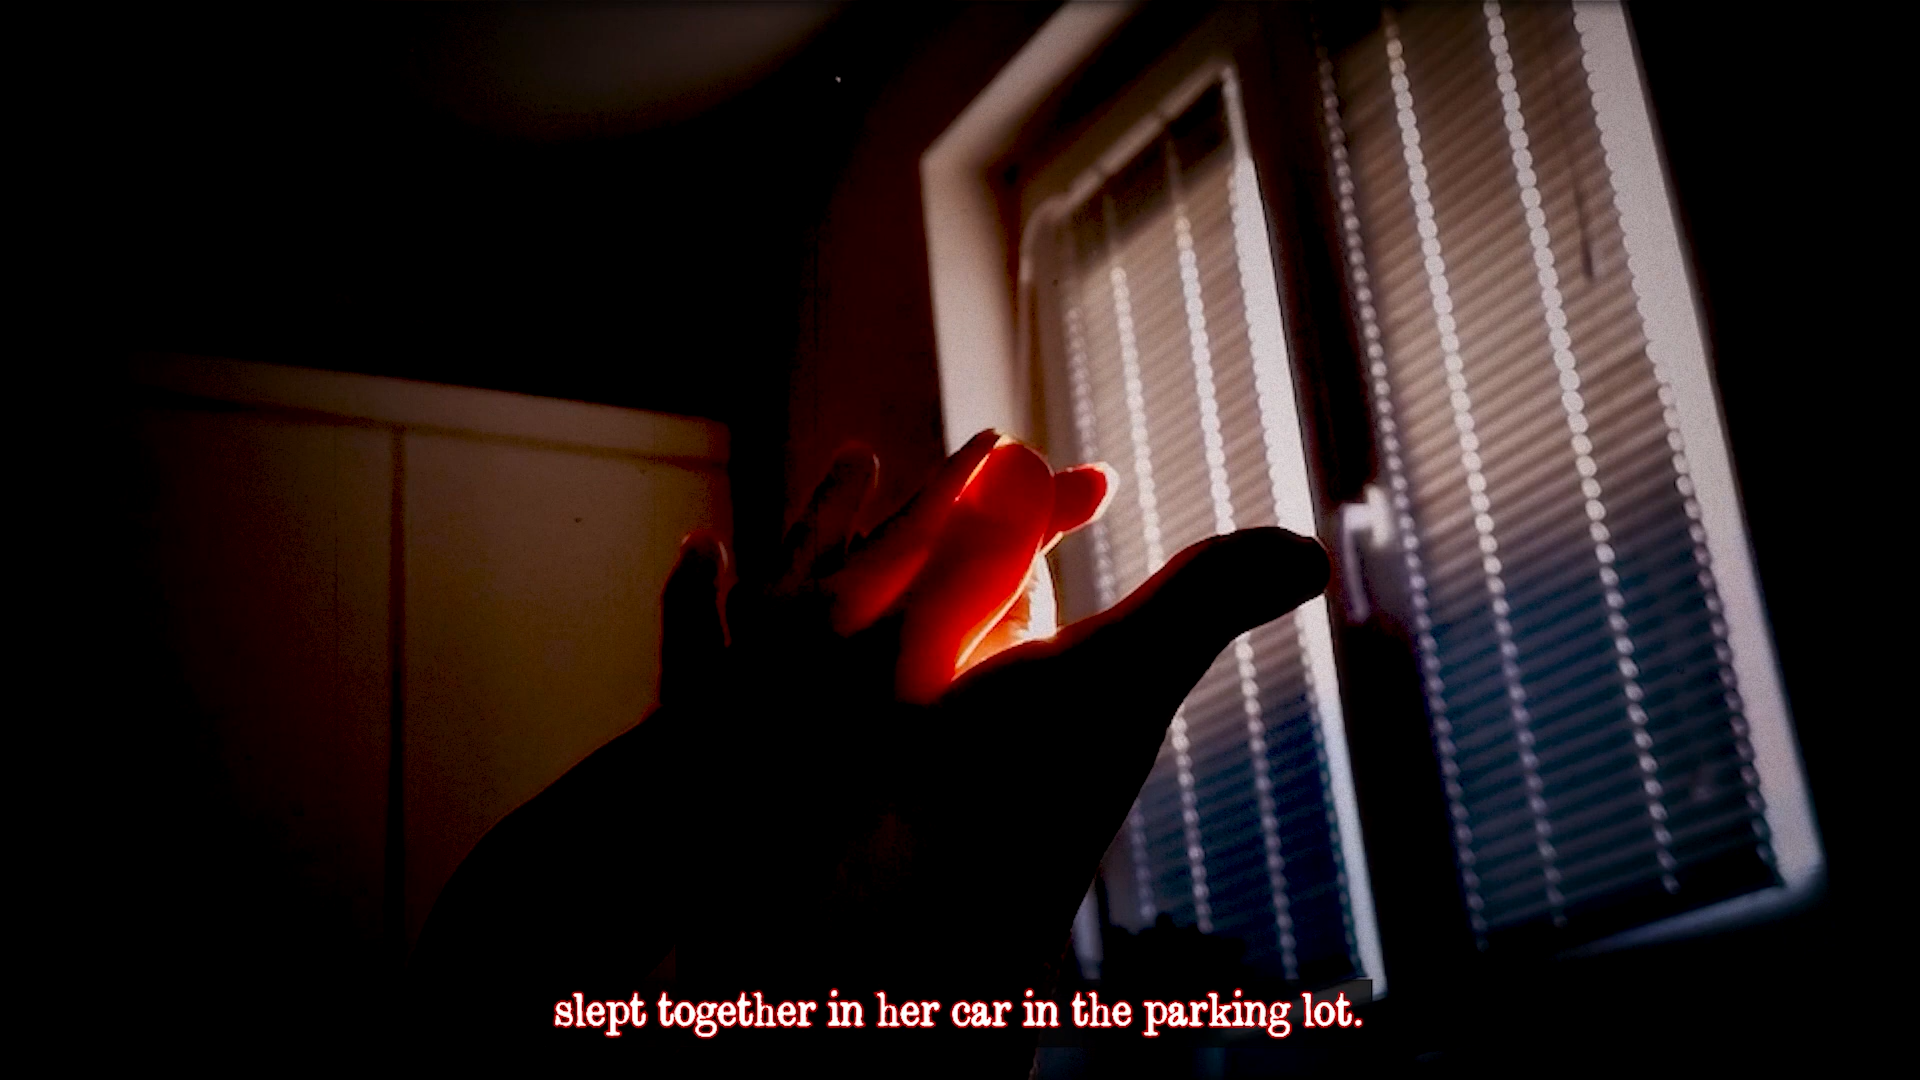 slept together in her car in the parking lot.